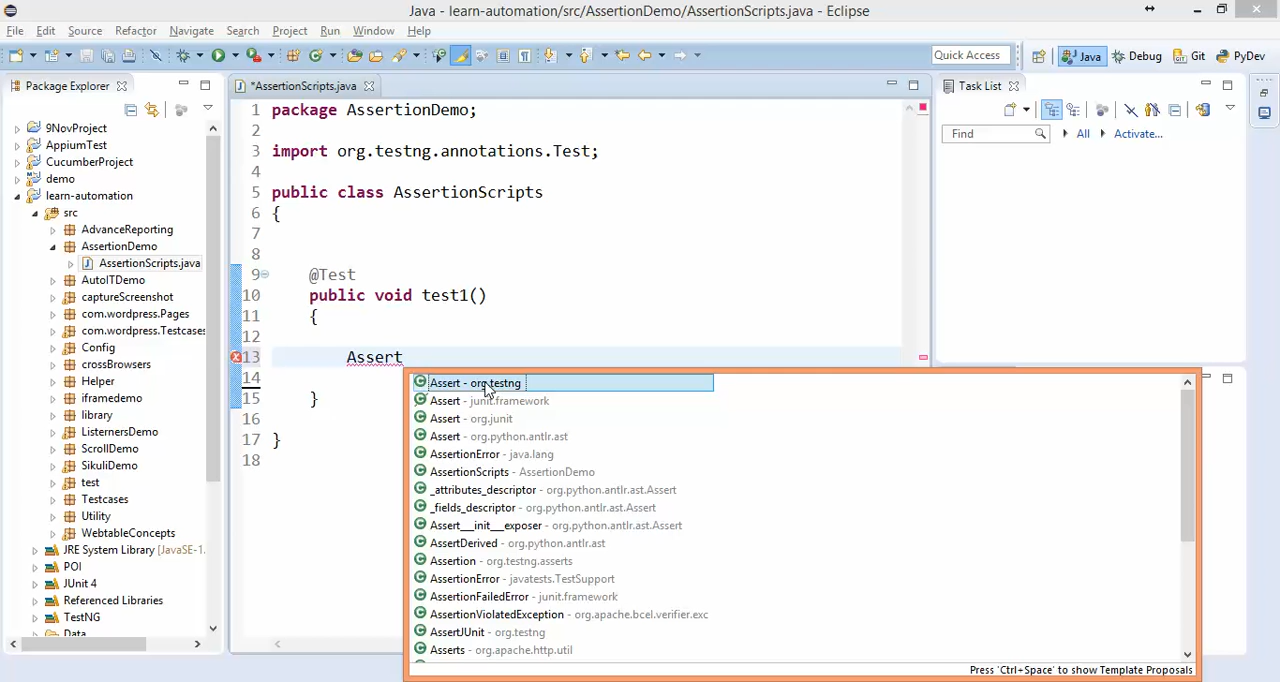 Java - learn-automation/src/AssertionDemo/AssertionScripts.java - Eclipse
File Edit Source Refactor Navigate Search Project Run Window Help
Quick Access
Java
Debug
Git
PyDev
Package Explorer
9NovProject
AppiumTest
CucumberProject
demo
learn-automation
src
AdvanceReporting
AssertionDemo
AssertionScripts.java
AutoITDemo
captureScreenshot
com.wordpress.Pages
com.wordpress.Testcases
Config
crossBrowsers
Helper
iframedemo
library
ListernersDemo
ScrollDemo
SikuliDemo
test
Testcases
Utility
WebtableConcepts
JRE System Library [JavaSE-1.
POI
JUnit 4
Referenced Libraries
TestNG
Data
*AssertionScripts.java
1 package AssertionDemo;
2
3 import org.testng.annotations.Test;
4
5 public class AssertionScripts
6 {
7
8
9 @Test
10 public void test1()
11 {
12
13 Assert
14
15 }
16
17 }
18
Assert - org.testng
Assert - junit.framework
Assert - org.junit
Assert - org.python.antlr.ast
AssertionError - java.lang
AssertionScripts - AssertionDemo
_attributes_descriptor - org.python.antlr.ast.Assert
_fields_descriptor - org.python.antlr.ast.Assert
Assert__init__exposer - org.python.antlr.ast.Assert
AssertDerived - org.python.antlr.ast
Assertion - org.testng.asserts
AssertionError - javatests.TestSupport
AssertionFailedError - junit.framework
AssertionViolatedException - org.apache.bcel.verifier.exc
AssertJUnit - org.testng
Asserts - org.apache.http.util
Press 'Ctrl+Space' to show Template Proposals
Task List
Find
All
Activate...